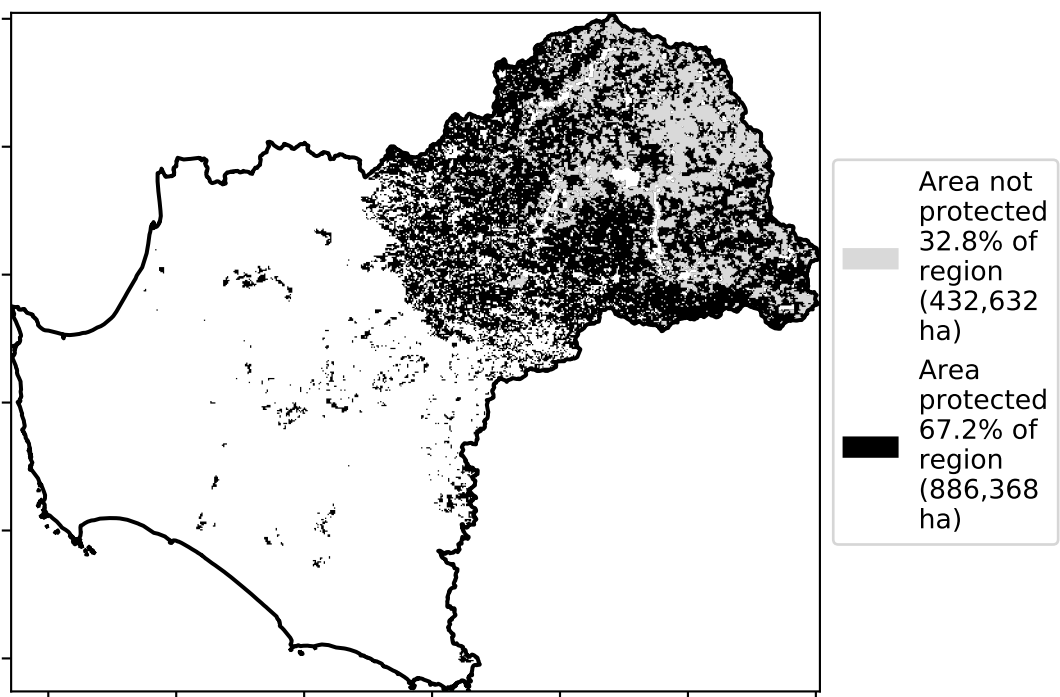 Area not
protected
32.8% of
region
(432,632
ha)
Area
protected
67.2% of
region
(886,368
ha)